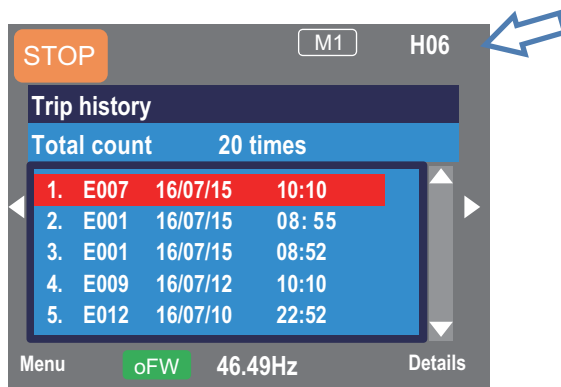 STOP M1 H06
Trip history
Total count 20 times
1. E007 16/07/15 10:10
2. E001 16/07/15 08: 55
3. E001 16/07/15 08:52
4. E009 16/07/12 10:10
5. E012 16/07/10 22:52
Menu oFW 46.49Hz Details